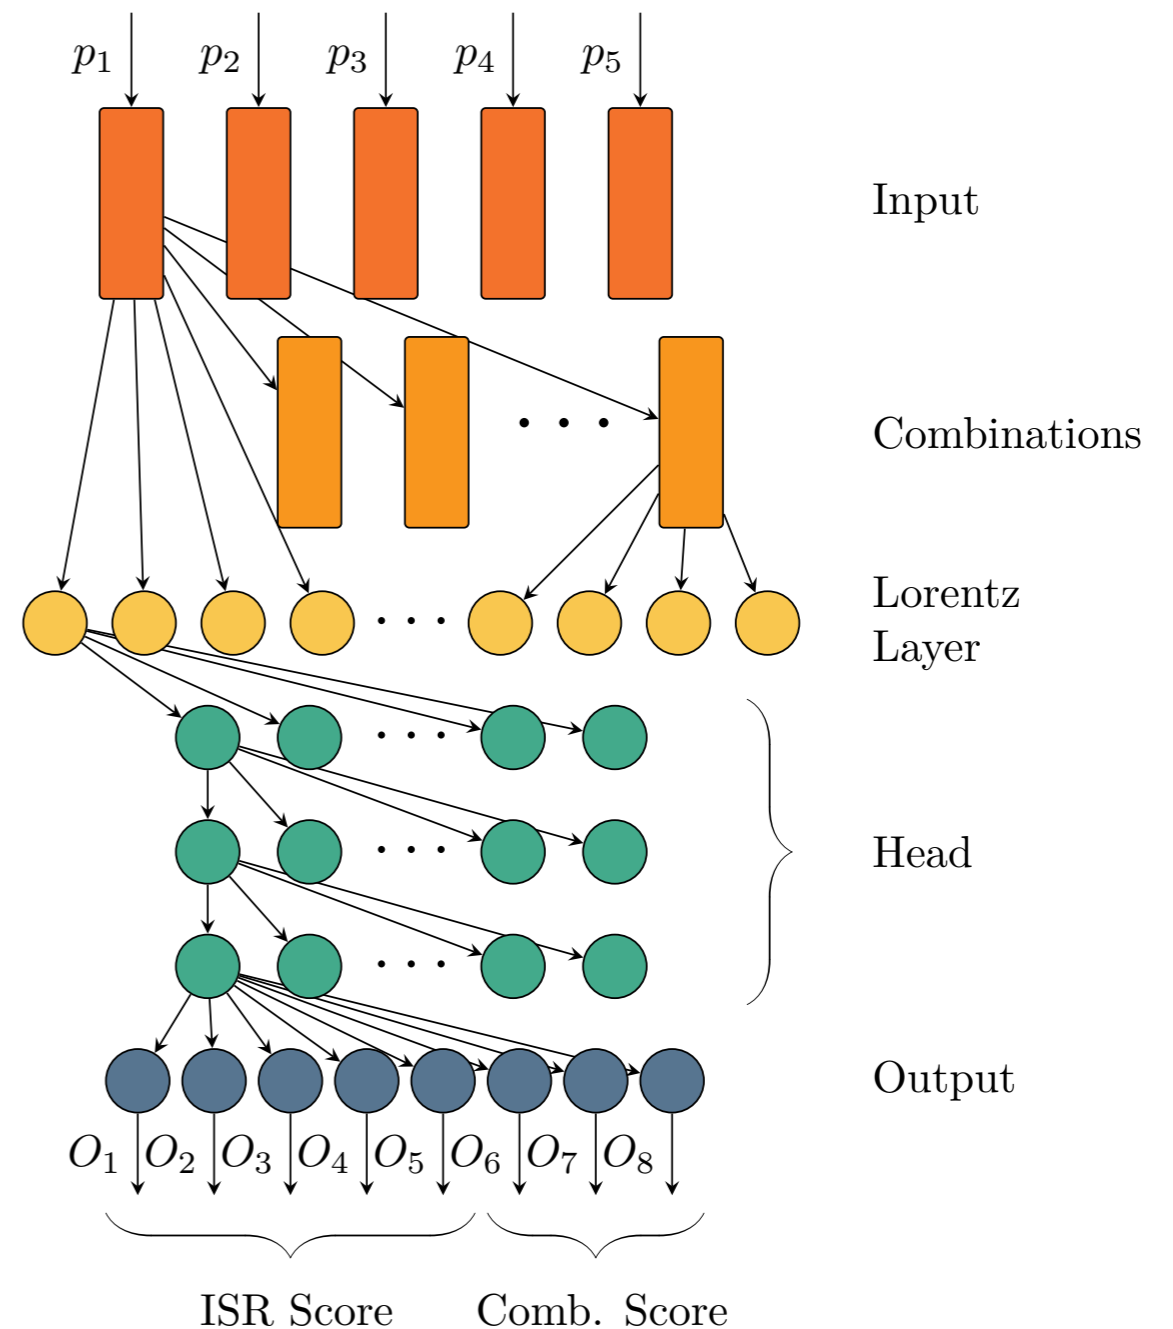 p₁ p₂ p₃ p₄ p₅
Input
Combinations
Lorentz
Layer
Head
Output
O₁ O₂ O₃ O₄ O₅ O₆ O₇ O₈
ISR Score Comb. Score